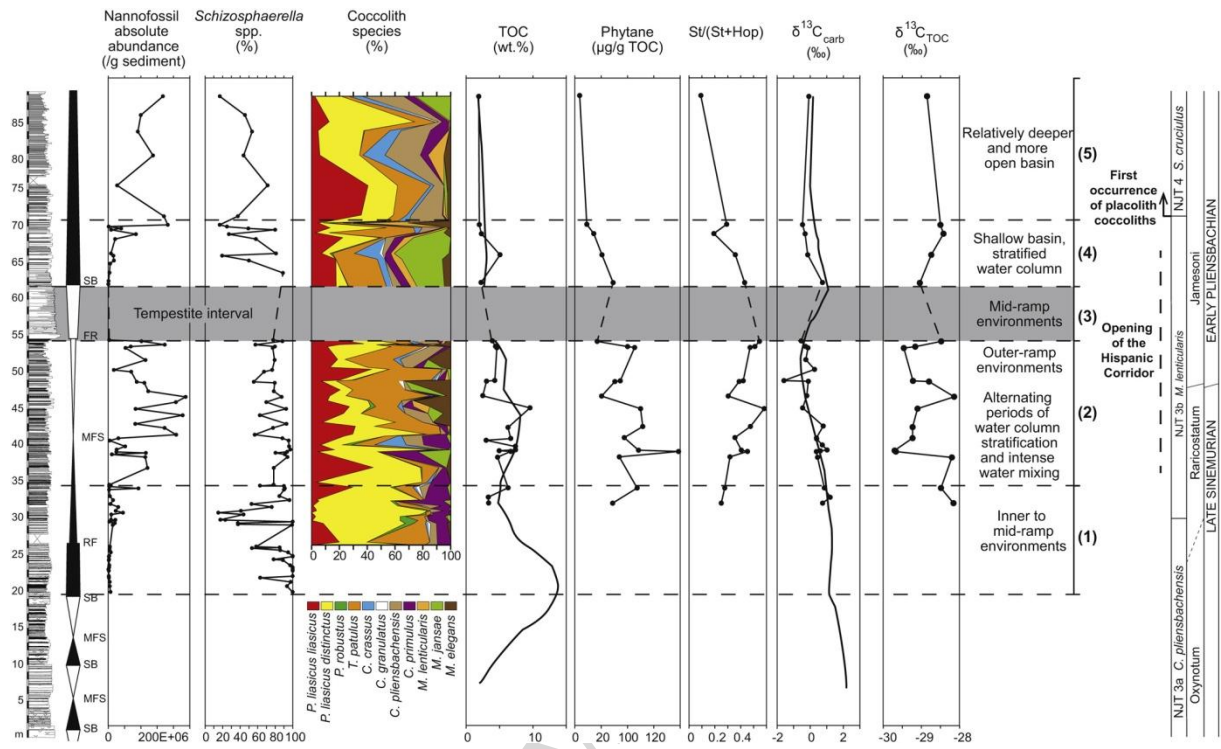 Nannofossil
absolute
abundance
(/g sediment)
Schizosphaerella
spp.
(%)
Coccolith
species
(%)
TOC
(wt.%)
Phytane
(µg/g TOC)
St/(St+Hop)
δ13Ccarb
(‰)
δ13CTOC
(‰)
85
80
75
70
65
60
55
50
45
40
35
30
25
20
15
10
5
m
SB
FR
MFS
RF
SB
MFS
SB
MFS
SB
Tempestite interval
Relatively deeper
and more
open basin
(5)
Shallow basin,
stratified
water column
(4)
Mid-ramp
environments
(3)
Outer-ramp
environments
Alternating
periods of
water column
stratification
and intense
water mixing
(2)
Inner to
mid-ramp
environments
(1)
First
occurrence
of placolith
coccoliths
Opening of the
Hispanic
Corridor
NJT 4 S. cruciulus
M. lenticularis
NJT 3b
NJT 3a C. pliensbachensis
Jamesoni
Raricostatum
Oxynotum
EARLY PLIENSBACHIAN
LATE SINEMURIAN
0 20 40 60 80 100
P. liasicus liasicus
P. liasicus distinctus
P. robustus
T. patulus
C. crassus
C. granulatus
C. pliensbachensis
C. primulus
M. lenticularis
M. jansae
M. elegans
0 200E+06
0 20 40 60 80 100
0 10
0 20 120
0 0.2 0.4
-2 0 2
-30 -29 -28